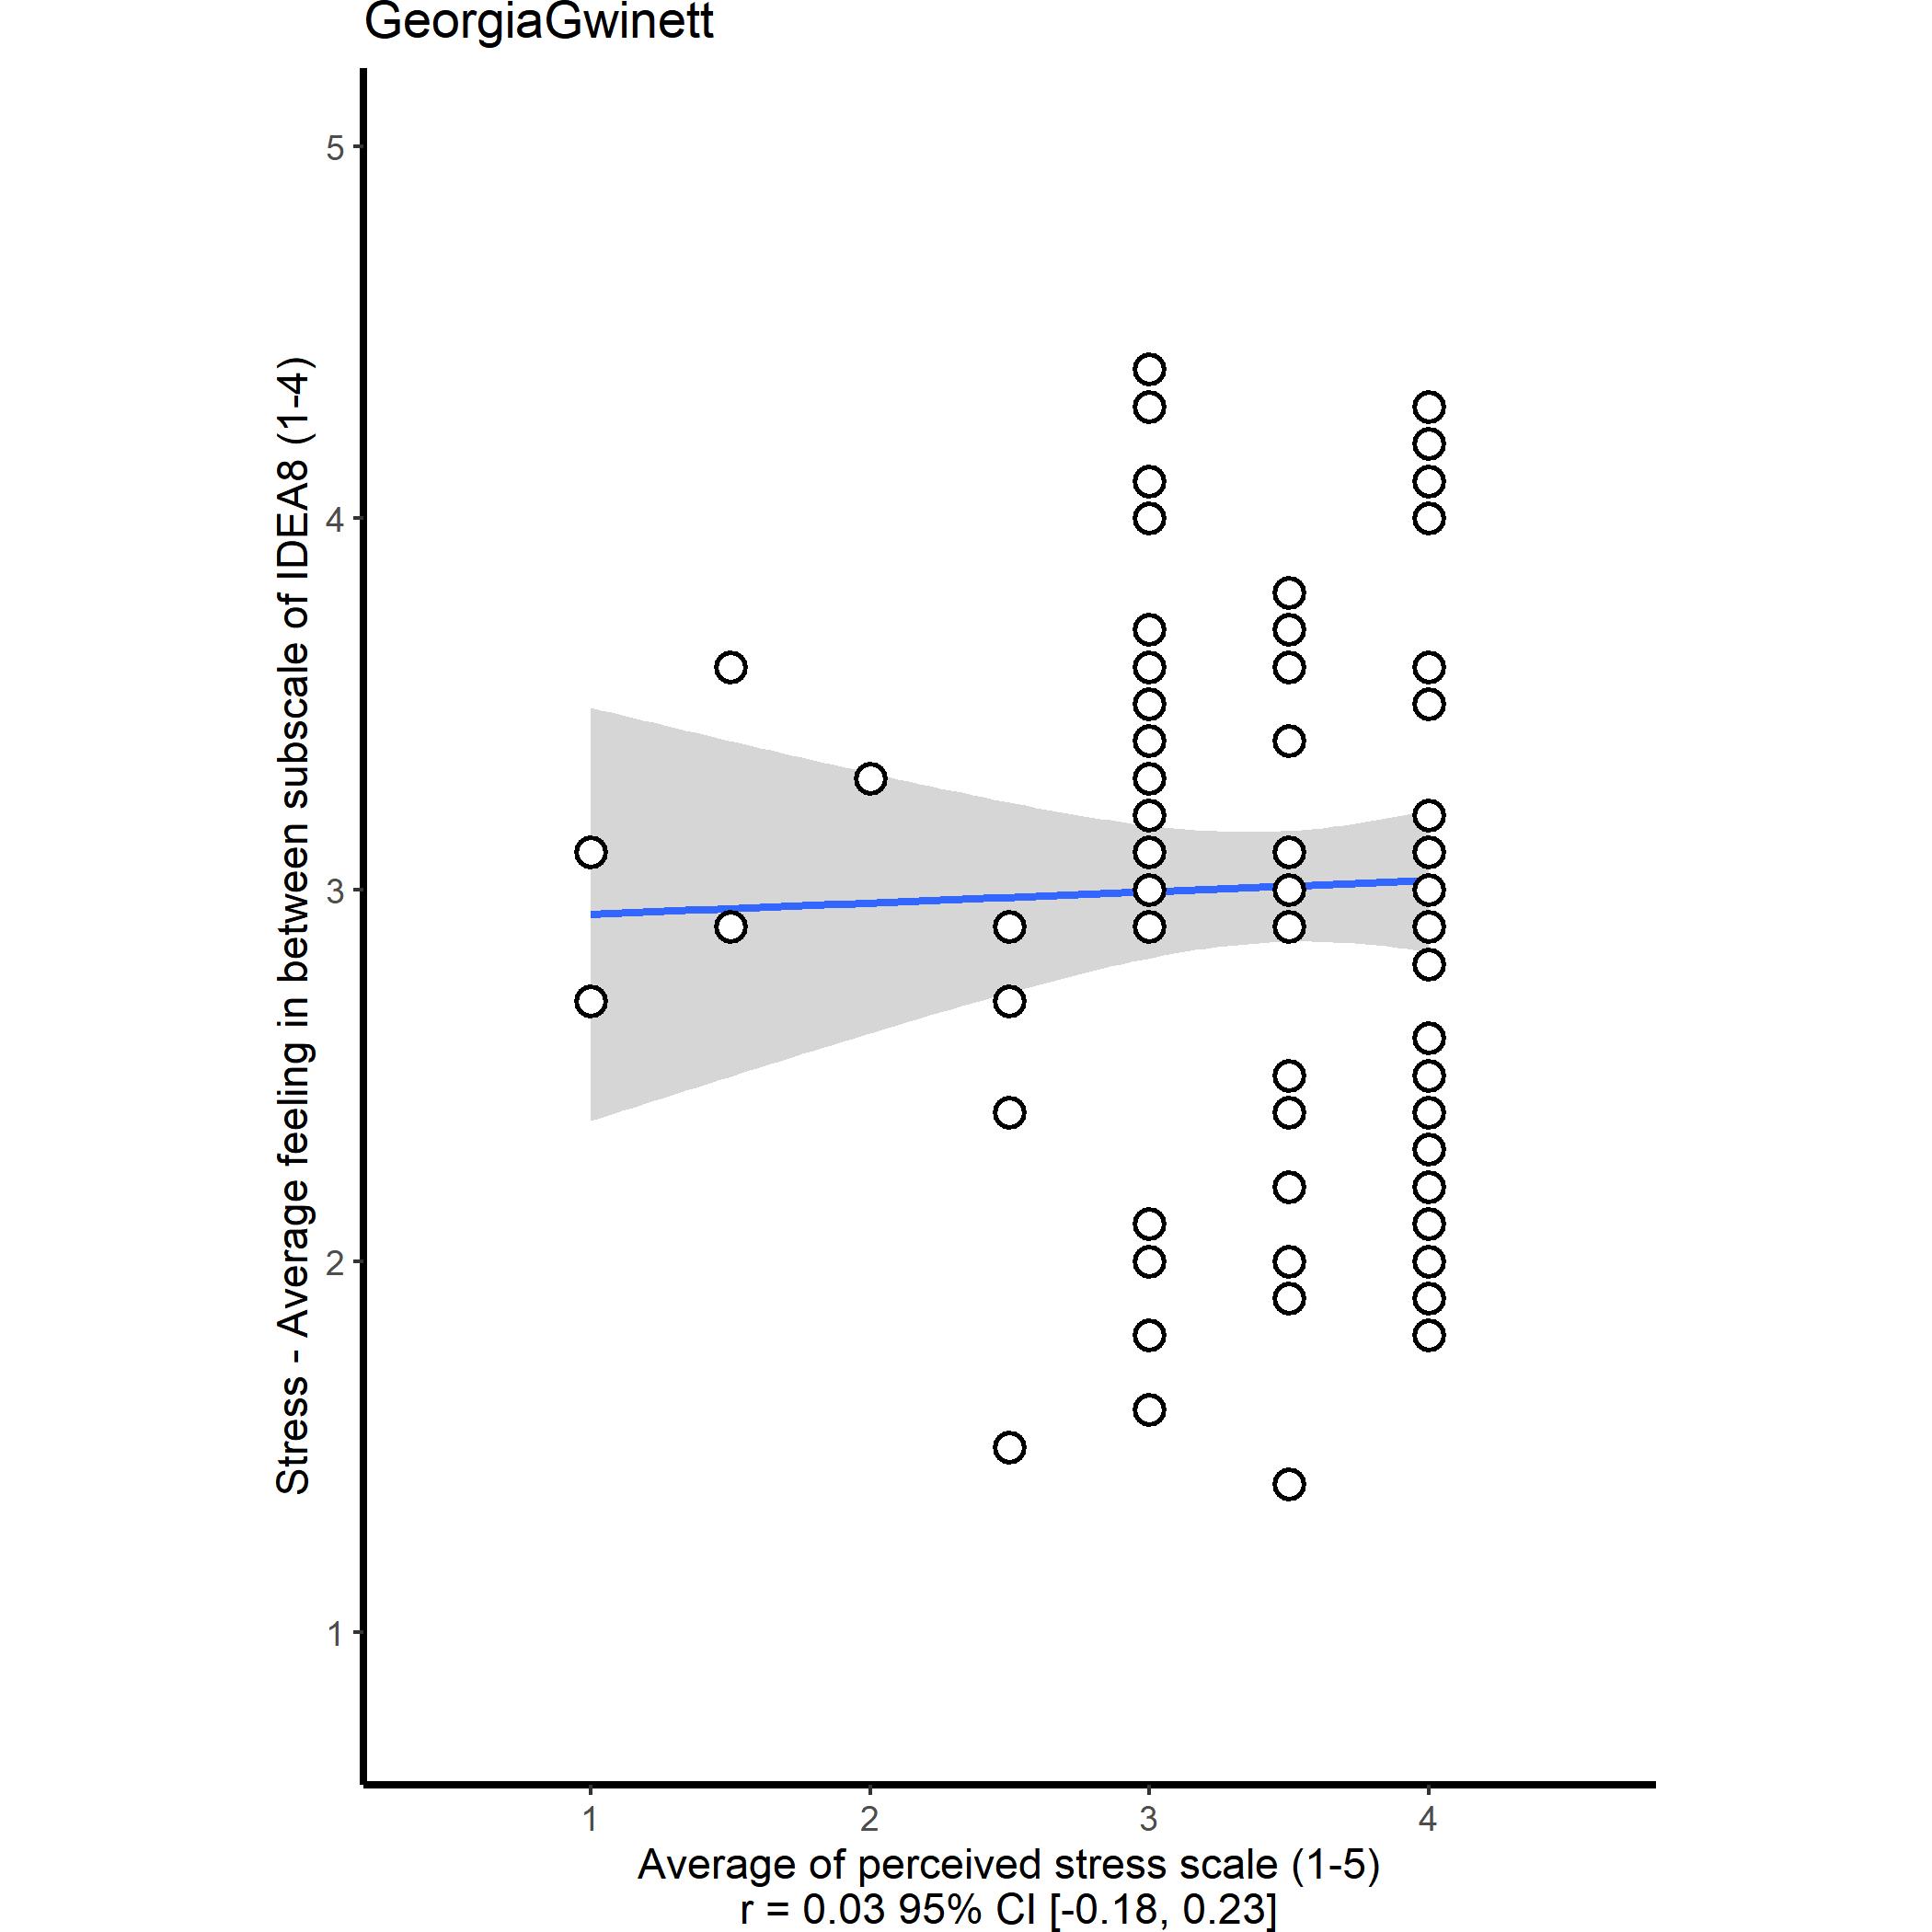 GeorgiaGwinett
Stress - Average feeling in between subscale of IDEA8 (1-4)
5
4
3
2
1
1 2 3 4
Average of perceived stress scale (1-5)
r = 0.03 95% CI [-0.18, 0.23]